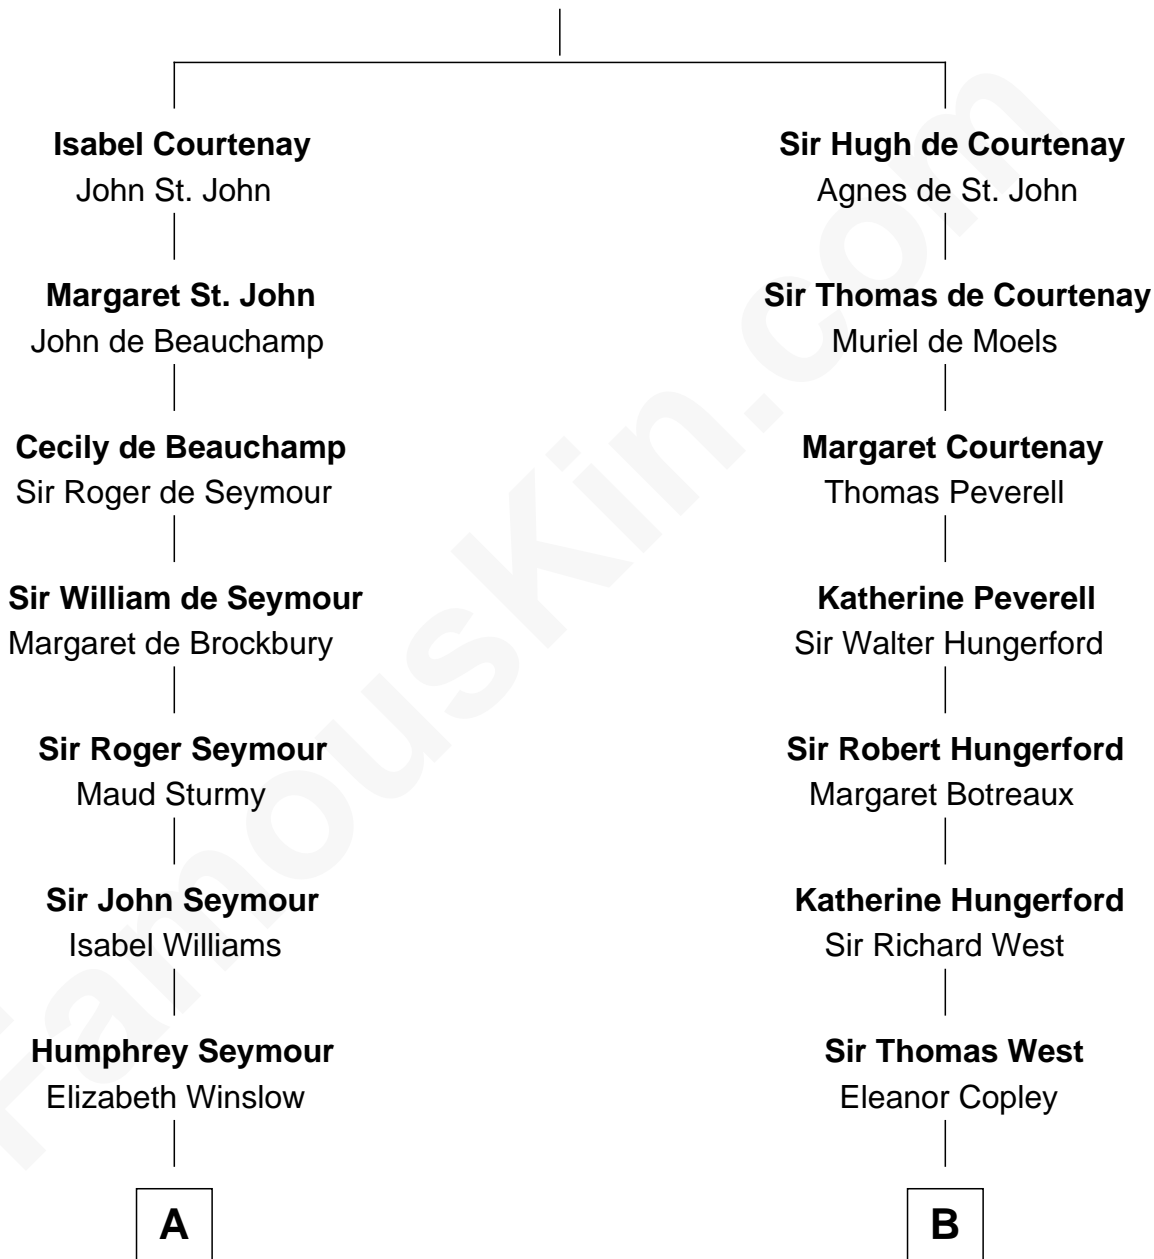 Isabel Courtenay
John St. John
Sir Hugh de Courtenay
Agnes de St. John
Margaret St. John
John de Beauchamp
Sir Thomas de Courtenay
Muriel de Moels
Cecily de Beauchamp
Sir Roger de Seymour
Margaret Courtenay
Thomas Peverell
Sir William de Seymour
Margaret de Brockbury
Katherine Peverell
Sir Walter Hungerford
Sir Roger Seymour
Maud Sturmy
Sir Robert Hungerford
Margaret Botreaux
Sir John Seymour
Isabel Williams
Katherine Hungerford
Sir Richard West
Humphrey Seymour
Elizabeth Winslow
Sir Thomas West
Eleanor Copley
A
B
FamousKin.com